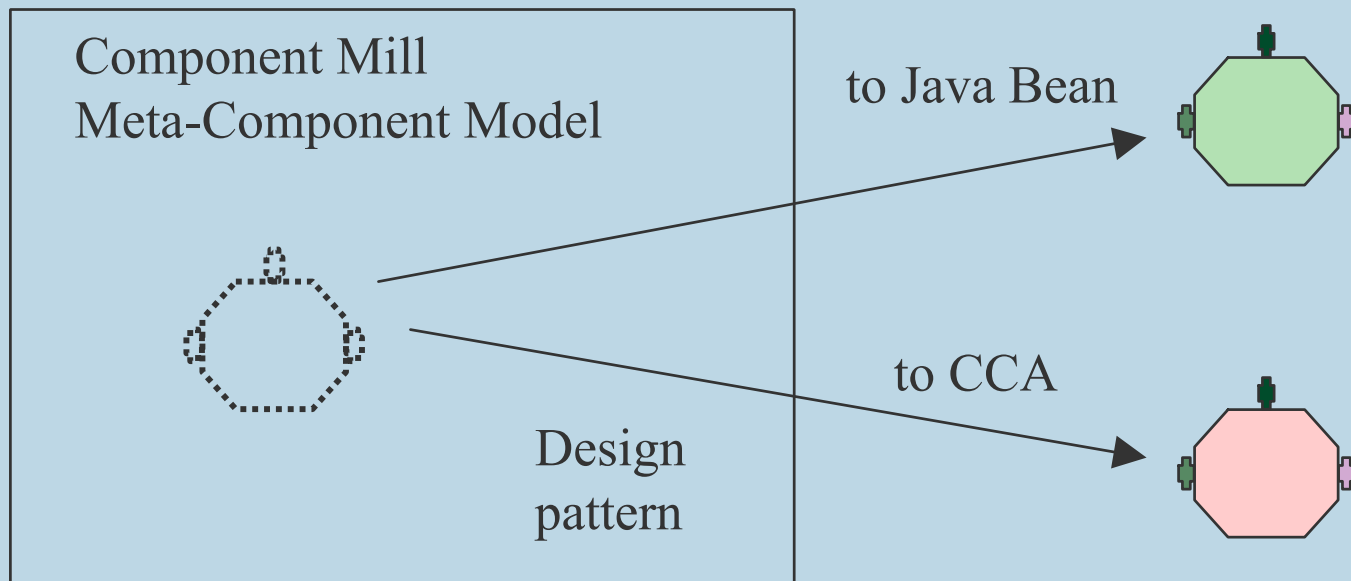 Component Mill
Meta-Component Model
to Java Bean
to CCA
Design
pattern